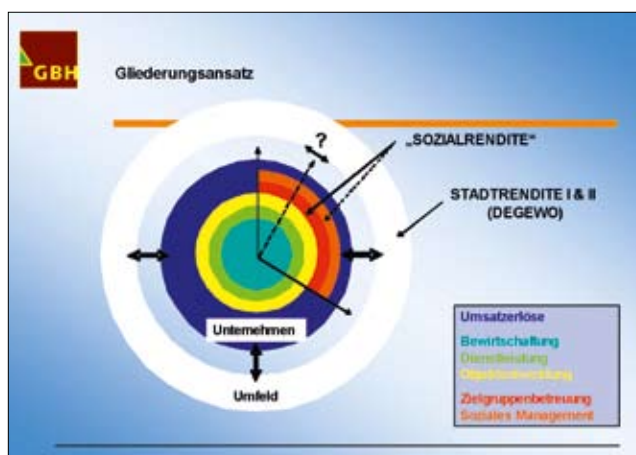 GBH
Gliederungsansatz
?
„SOZIALRENDITE“
STADTRENDITE I & II
(DEGEWO)
Unternehmen
Umfeld
Umsatzerlöse
Bewirtschaftung
Dienstleistung
Objektentwicklung
Zielgruppenbetreuung
Soziales Management